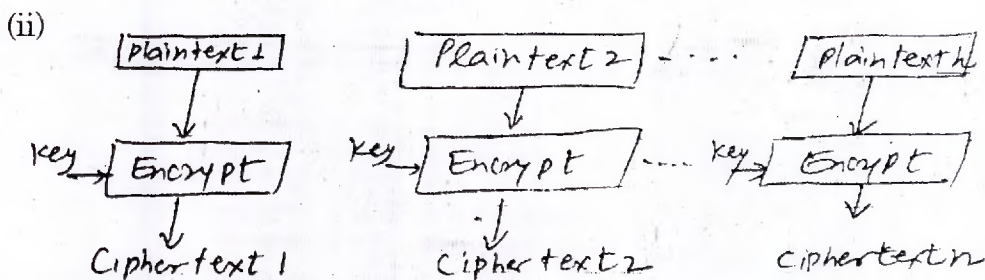 (ii)
Plaintext 1 Plaintext 2 - . . . . Plaintext n
Key Encrypt Key Encrypt ..... Key Encrypt
Ciphertext 1 Ciphertext 2 Ciphertext n